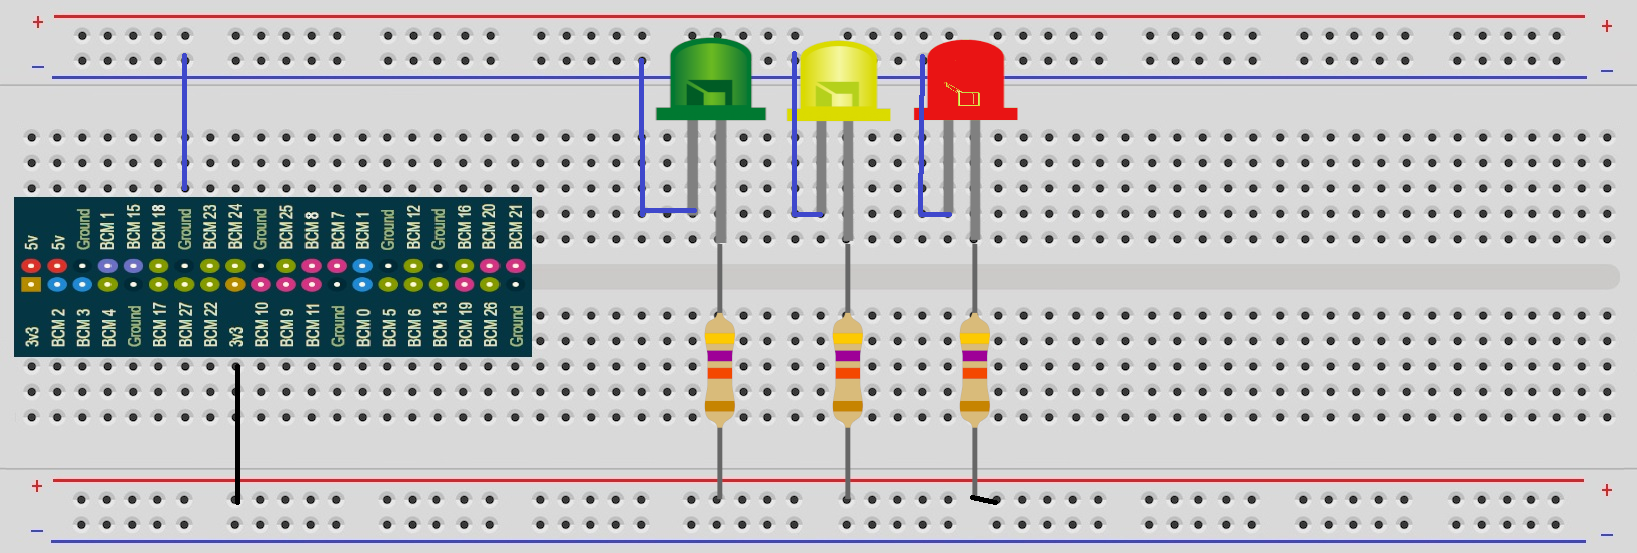 + +
− −
5v 5v Ground BCM 1 BCM 15 BCM 18 Ground BCM 23 BCM 24 Ground BCM 25 BCM 8 BCM 7 BCM 1 Ground BCM 12 Ground BCM 16 BCM 20 BCM 21
3v3 BCM 2 BCM 3 BCM 4 Ground BCM 17 BCM 27 BCM 22 3v3 BCM 10 BCM 9 BCM 11 Ground BCM 0 BCM 5 BCM 6 BCM 13 BCM 19 BCM 26 Ground
+ +
− −